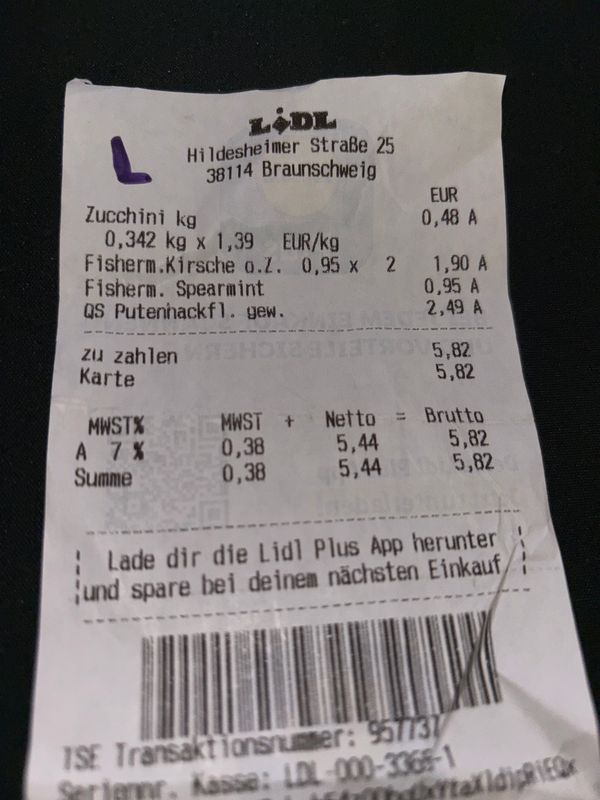 L
LIDL
Hildesheimer Straße 25
38114 Braunschweig
EUR
Zucchini kg 0,48 A
0,342 kg x 1,39 EUR/kg
Fisherm.Kirsche o.Z. 0,95 x 2 1,90 A
Fisherm. Spearmint 0,95 A
QS Putenhackfl. gew. 2,49 A
zu zahlen 5,82
Karte 5,82
MWST% MWST + Netto = Brutto
A 7 % 0,38 5,44 5,82
Summe 0,38 5,44 5,82
Lade dir die Lidl Plus App herunter
und spare bei deinem nächsten Einkauf
TSE Transaktionsnummer: 957737
Seriennr. Kasse: